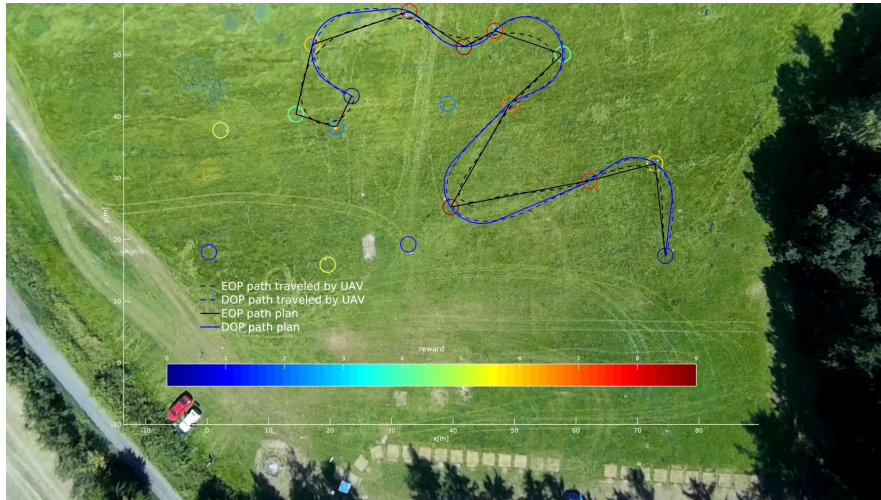 50
40
30
20
10
0
-10
y[m]
EOP path traveled by UAV
DOP path traveled by UAV
EOP path plan
DOP path plan
reward
0 1 2 3 4 5 6 7 8 9
-10 0 10 20 30 40 50 60 70 80
x[m]